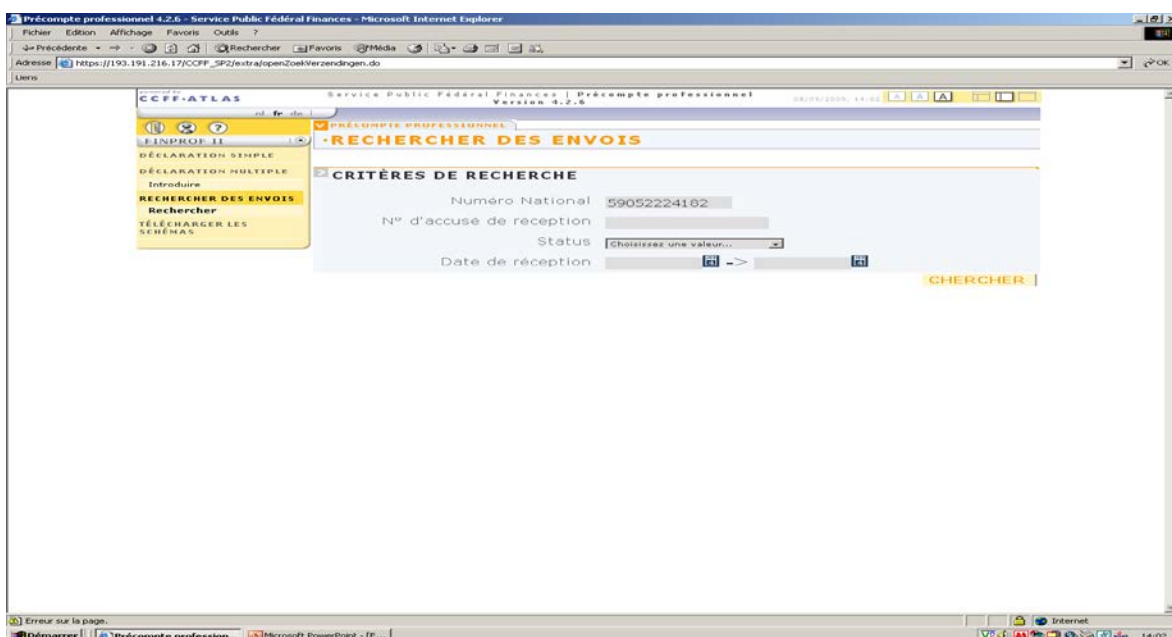 Précompte professionnel 4.2.6 - Service Public Fédéral Finances - Microsoft Internet Explorer
Fichier Edition Affichage Favoris Outils ?
Précédente Rechercher Favoris Média
Adresse https://193.191.216.17/CCFF_SP2/extra/openZoekVerzendingen.do OK
Liens
CCFF-ATLAS
Service Public Fédéral Finances | Précompte professionnel
Version 4.2.6
A A A
nl fr de
PRÉCOMPTE PROFESSIONNEL
FINPROF II
RECHERCHER DES ENVOIS
DÉCLARATION SIMPLE
DÉCLARATION MULTIPLE
Introduire
RECHERCHER DES ENVOIS
Rechercher
TÉLÉCHARGER LES
SCHÉMAS
CRITÈRES DE RECHERCHE
Numéro National 59052224182
N° d'accusé de réception
Status Choisissez une valeur...
Date de réception ->
CHERCHER
Erreur sur la page.
Internet
Démarrer Précompte profession... Microsoft PowerPoint - [P... 14:02